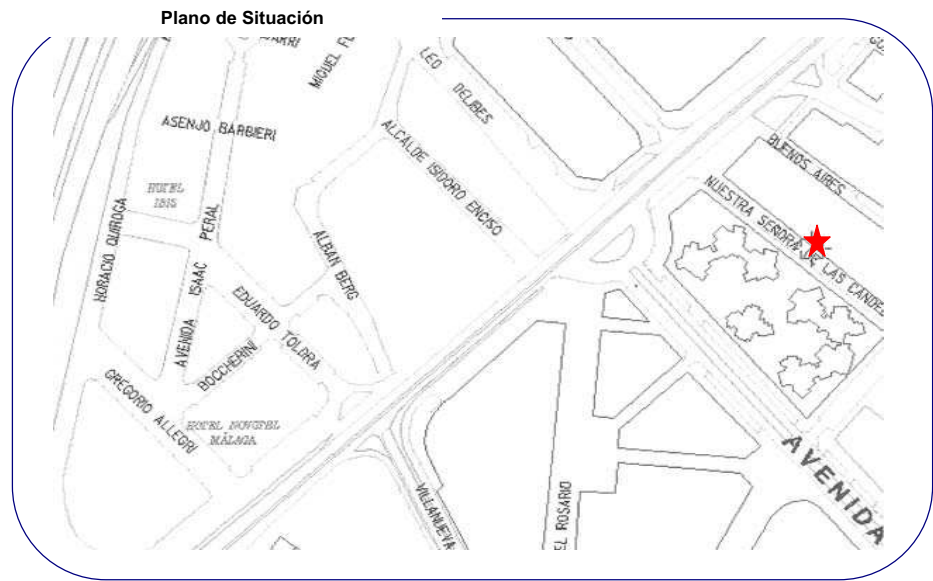 Plano de Situación
LEO DELIBES
ASENJO BARBIERI
ALCALDE ISIDORO ENCISO
BUENOS AIRES
HOTEL
IBIS
NUESTRA SEÑORA DE LAS CANDE
HORACIO QUIROGA
AVENIDA ISAAC PERAL
ALBAN BERG
EDUARDO TOLDRA
BOCCHERINI
GREGORIO ALLEGRI
HOTEL NOVOTEL
MÁLAGA
VILLANUEVA
EL ROSARIO
AVENIDA
MIGUEL